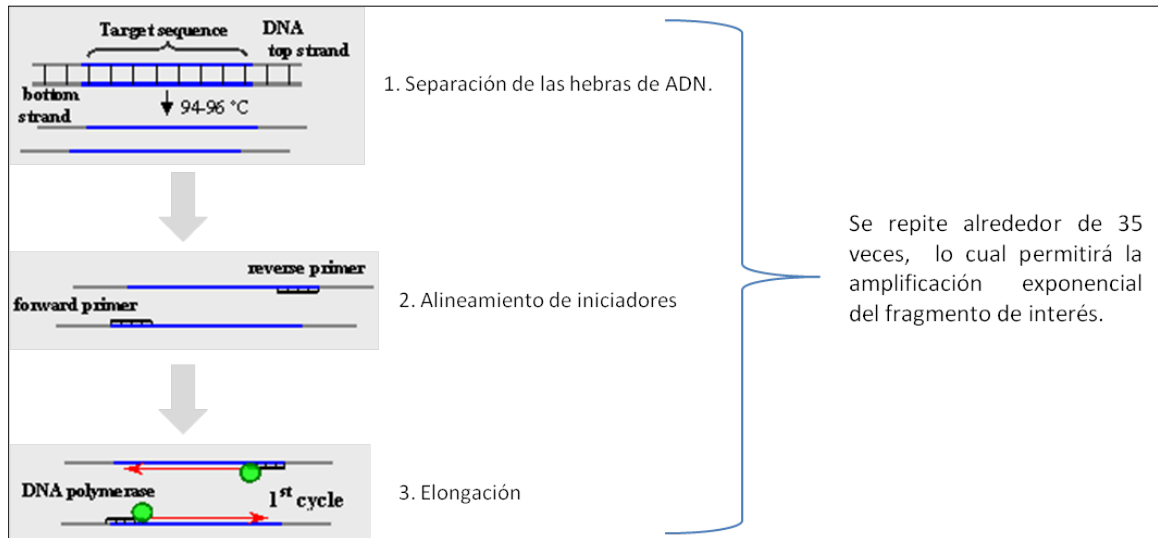 Target sequence
DNA
top strand
bottom
strand
94-96 °C
1. Separación de las hebras de ADN.
reverse primer
forward primer
2. Alineamiento de iniciadores
DNA polymerase
1st cycle
3. Elongación
Se repite alrededor de 35
veces, lo cual permitirá la
amplificación exponencial
del fragmento de interés.